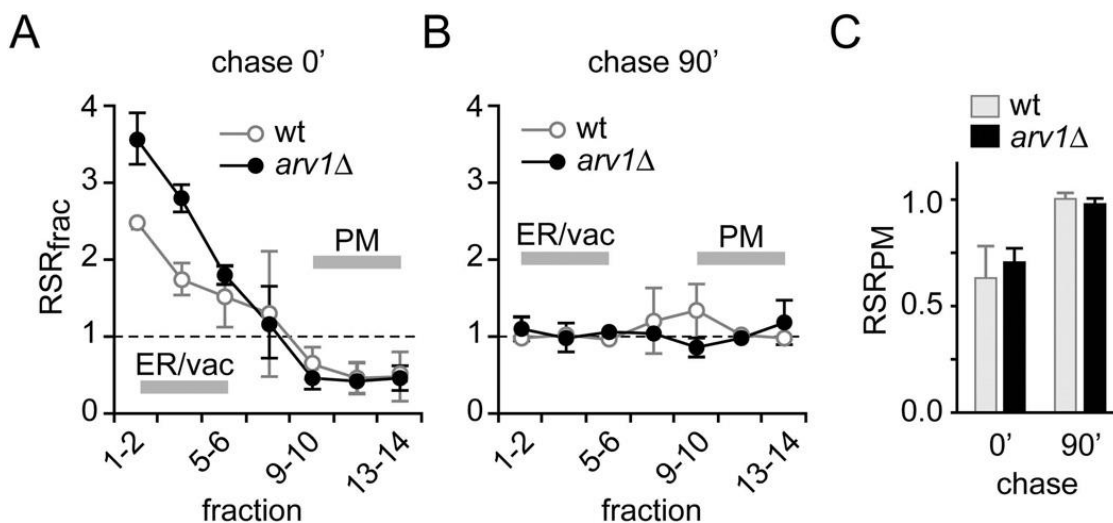 A
chase 0’
4
3
2
1
0
RSRfrac
wt
arv1Δ
PM
ER/vac
1-2
5-6
9-10
13-14
fraction
B
chase 90’
4
3
2
1
0
wt
arv1Δ
ER/vac
PM
1-2
5-6
9-10
13-14
fraction
C
wt
arv1Δ
1.0
0.5
0.0
RSRPM
0’
90’
chase